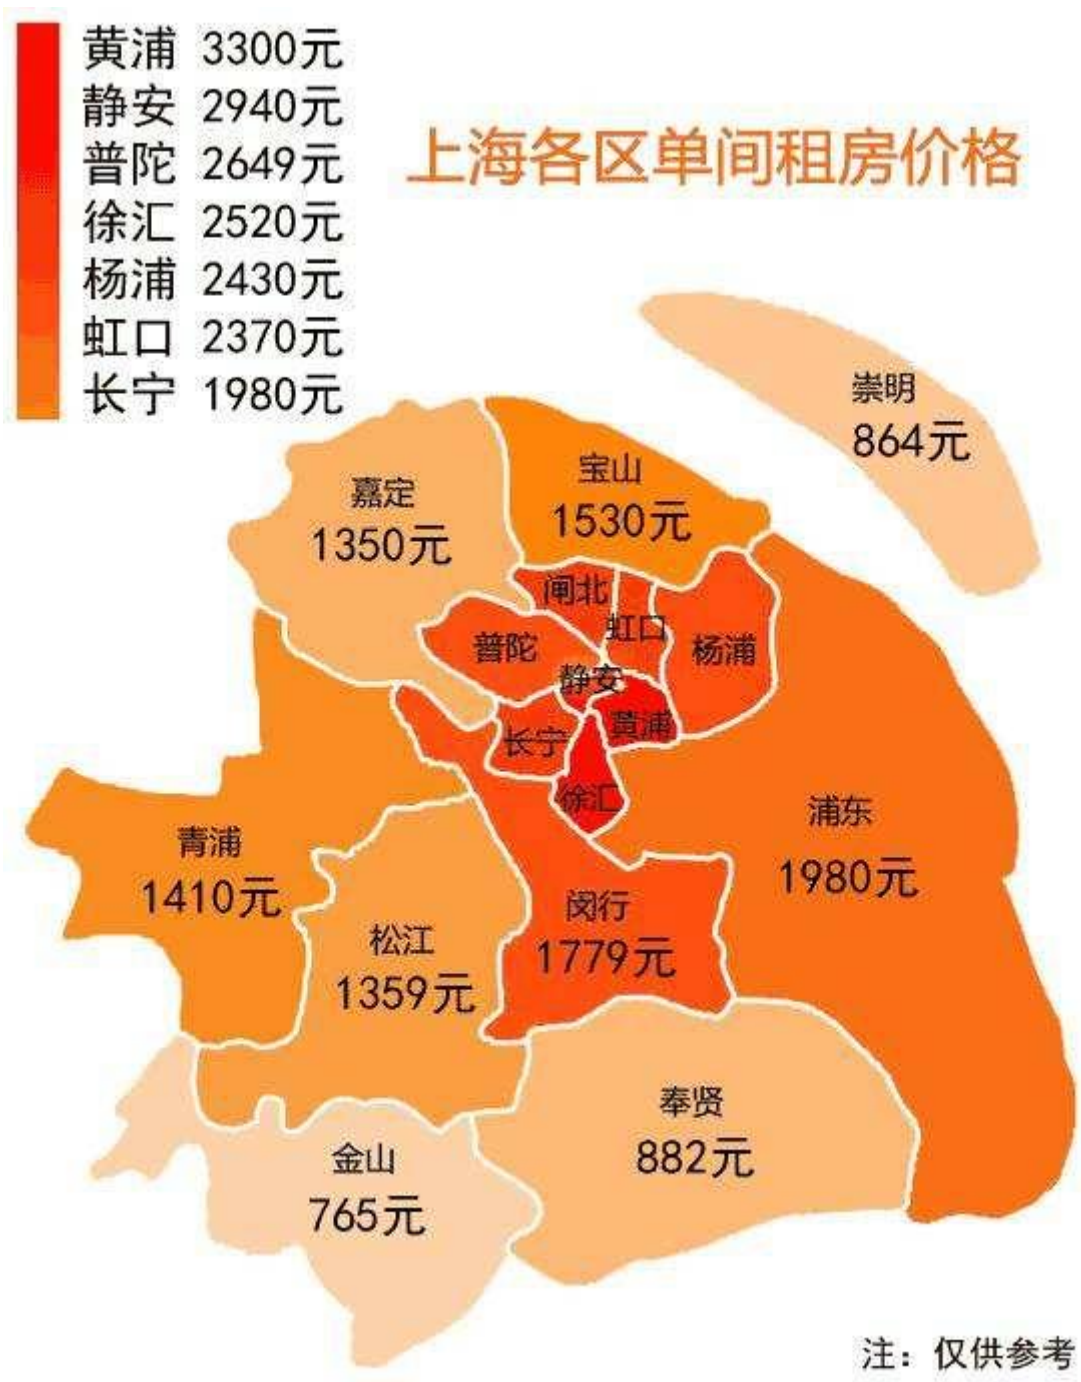 黄浦 3300元
静安 2940元
普陀 2649元
徐汇 2520元
杨浦 2430元
虹口 2370元
长宁 1980元
上海各区单间租房价格
崇明
864元
宝山
1530元
嘉定
1350元
闸北
虹口
杨浦
普陀
静安
黄浦
长宁
徐汇
浦东
1980元
青浦
1410元
闵行
1779元
松江
1359元
奉贤
882元
金山
765元
注：仅供参考